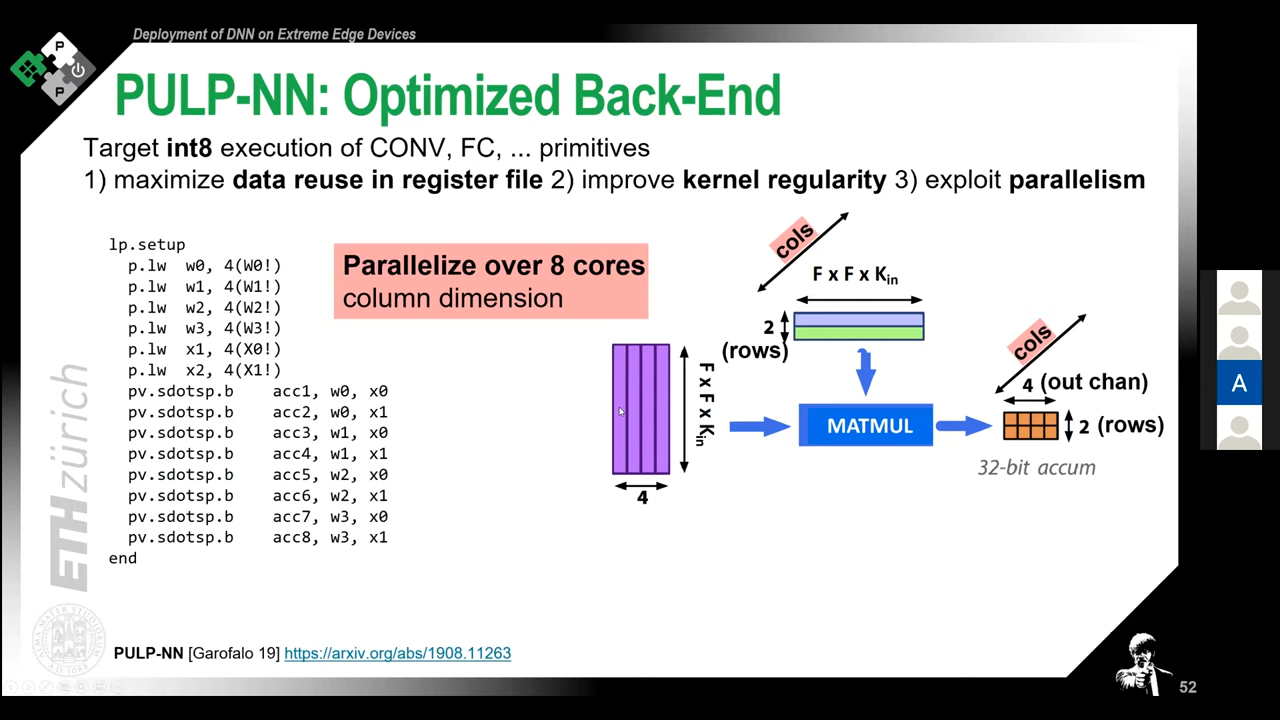 Deployment of DNN on Extreme Edge Devices
P
P
P
PULP-NN: Optimized Back-End
Target int8 execution of CONV, FC, ... primitives
1) maximize data reuse in register file 2) improve kernel regularity 3) exploit parallelism
lp.setup
p.lw w0, 4(W0!)
p.lw w1, 4(W1!)
p.lw w2, 4(W2!)
p.lw w3, 4(W3!)
p.lw x1, 4(X0!)
p.lw x2, 4(X1!)
pv.sdotsp.b acc1, w0, x0
pv.sdotsp.b acc2, w0, x1
pv.sdotsp.b acc3, w1, x0
pv.sdotsp.b acc4, w1, x1
pv.sdotsp.b acc5, w2, x0
pv.sdotsp.b acc6, w2, x1
pv.sdotsp.b acc7, w3, x0
pv.sdotsp.b acc8, w3, x1
end
Parallelize over 8 cores
column dimension
cols
F x F x Kin
2
(rows)
F x F x Kin
4
MATMUL
cols
4 (out chan)
2 (rows)
32-bit accum
A
ETHzürich
PULP-NN [Garofalo 19] https://arxiv.org/abs/1908.11263
52